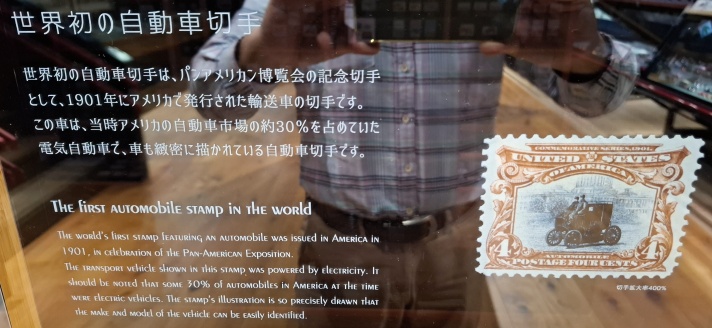 世界初の自動車切手
世界初の自動車切手は、パンアメリカン博覧会の記念切手
として、1901年にアメリカで発行された輸送車の切手です。
この車は、当時アメリカの自動車市場の約30%を占めていた
電気自動車で、車も緻密に描かれている自動車切手です。
The first automobile stamp in the world
The world's first stamp featuring an automobile was issued in America in
1901, in celebration of the Pan-American Exposition.
The transport vehicle shown in this stamp was powered by electricity. It
should be noted that some 30% of automobiles in America at the time
were electric vehicles. The stamp's illustration is so precisely drawn that
the make and model of the vehicle can be easily identified.
COMMEMORATIVE SERIES, 1901
UNITED STATES
OF AMERICA
4 4
AUTOMOBILE
POSTAGE FOUR CENTS
切手拡大率400%